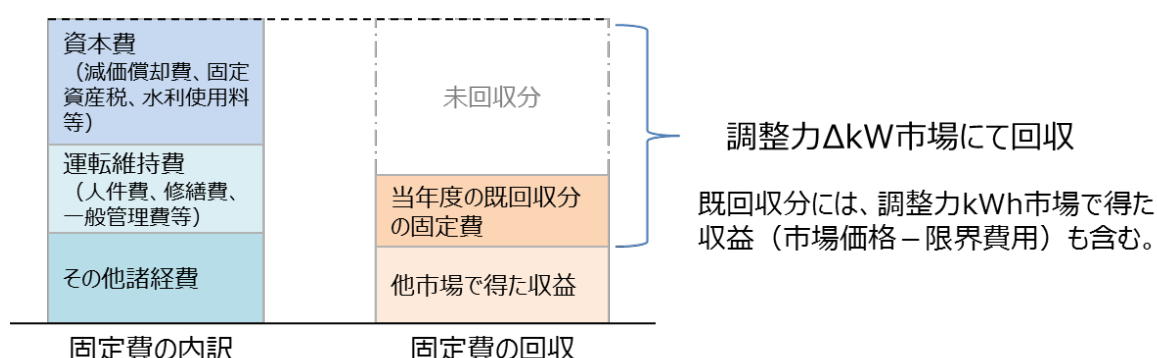 資本費
（減価償却費、固定
資産税、水利使用料
等）
運転維持費
（人件費、修繕費、
一般管理費等）
その他諸経費
固定費の内訳
未回収分
当年度の既回収分
の固定費
他市場で得た収益
固定費の回収
調整力ΔkW市場にて回収
既回収分には、調整力kWh市場で得た
収益（市場価格－限界費用）も含む。